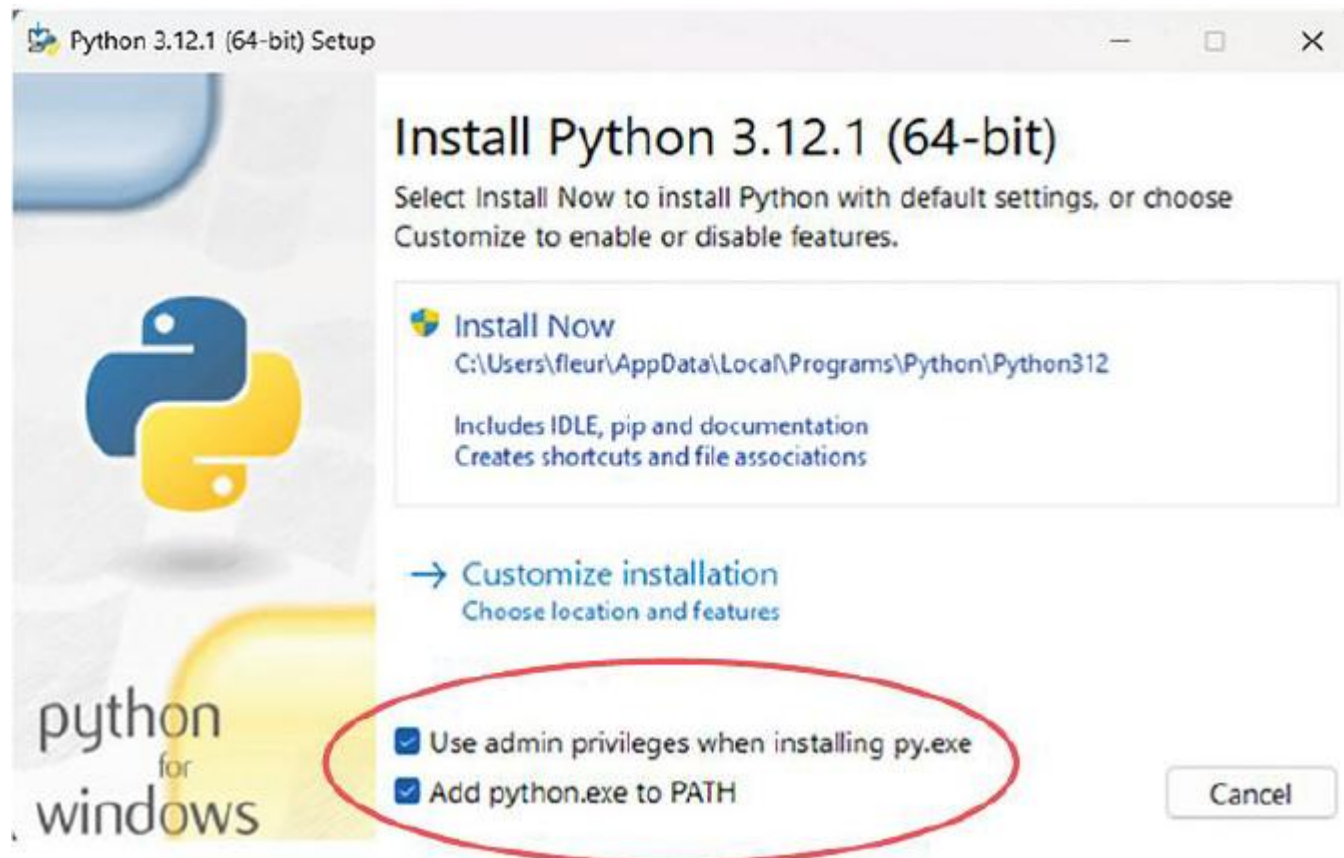 Python 3.12.1 (64-bit) Setup
Install Python 3.12.1 (64-bit)
Select Install Now to install Python with default settings, or choose
Customize to enable or disable features.
Install Now
C:\Users\fleur\AppData\Local\Programs\Python\Python312
Includes IDLE, pip and documentation
Creates shortcuts and file associations
Customize installation
Choose location and features
Use admin privileges when installing py.exe
Add python.exe to PATH
Cancel
python
for
windows